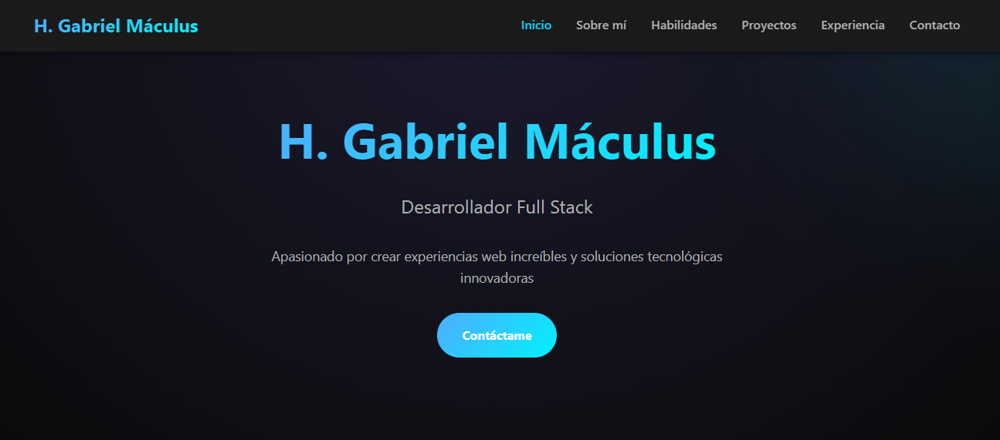 H. Gabriel Máculus
Inicio Sobre mí Habilidades Proyectos Experiencia Contacto
H. Gabriel Máculus
Desarrollador Full Stack
Apasionado por crear experiencias web increíbles y soluciones tecnológicas
innovadoras
Contáctame